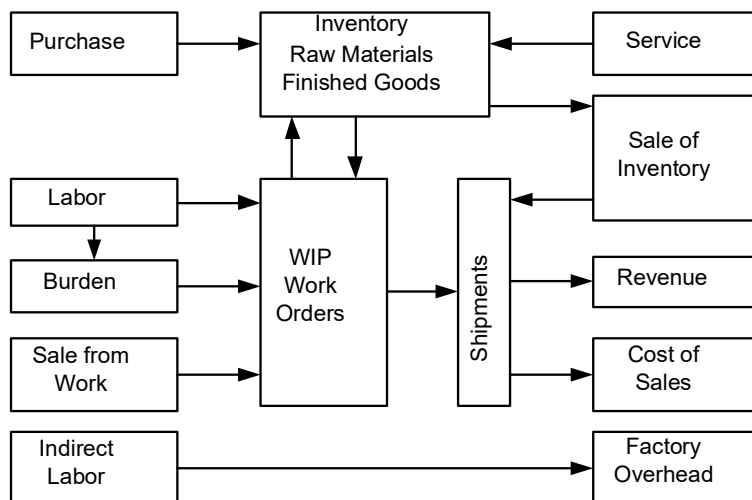 Purchase
Inventory
Raw Materials
Finished Goods
Service
Sale of
Inventory
Labor
WIP
Work
Orders
Shipments
Burden
Revenue
Sale from
Work
Cost of
Sales
Indirect
Labor
Factory
Overhead